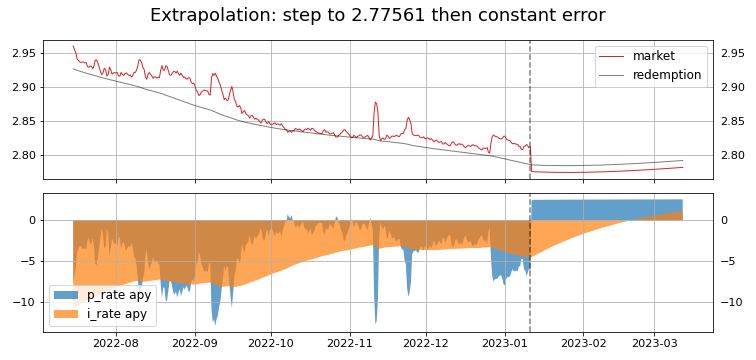 Extrapolation: step to 2.77561 then constant error
2.95 2.95
market
redemption
2.90 2.90
2.85 2.85
2.80 2.80
0 0
−5 −5
−10 −10
p_rate apy
i_rate apy
2022-08 2022-09 2022-10 2022-11 2022-12 2023-01 2023-02 2023-03